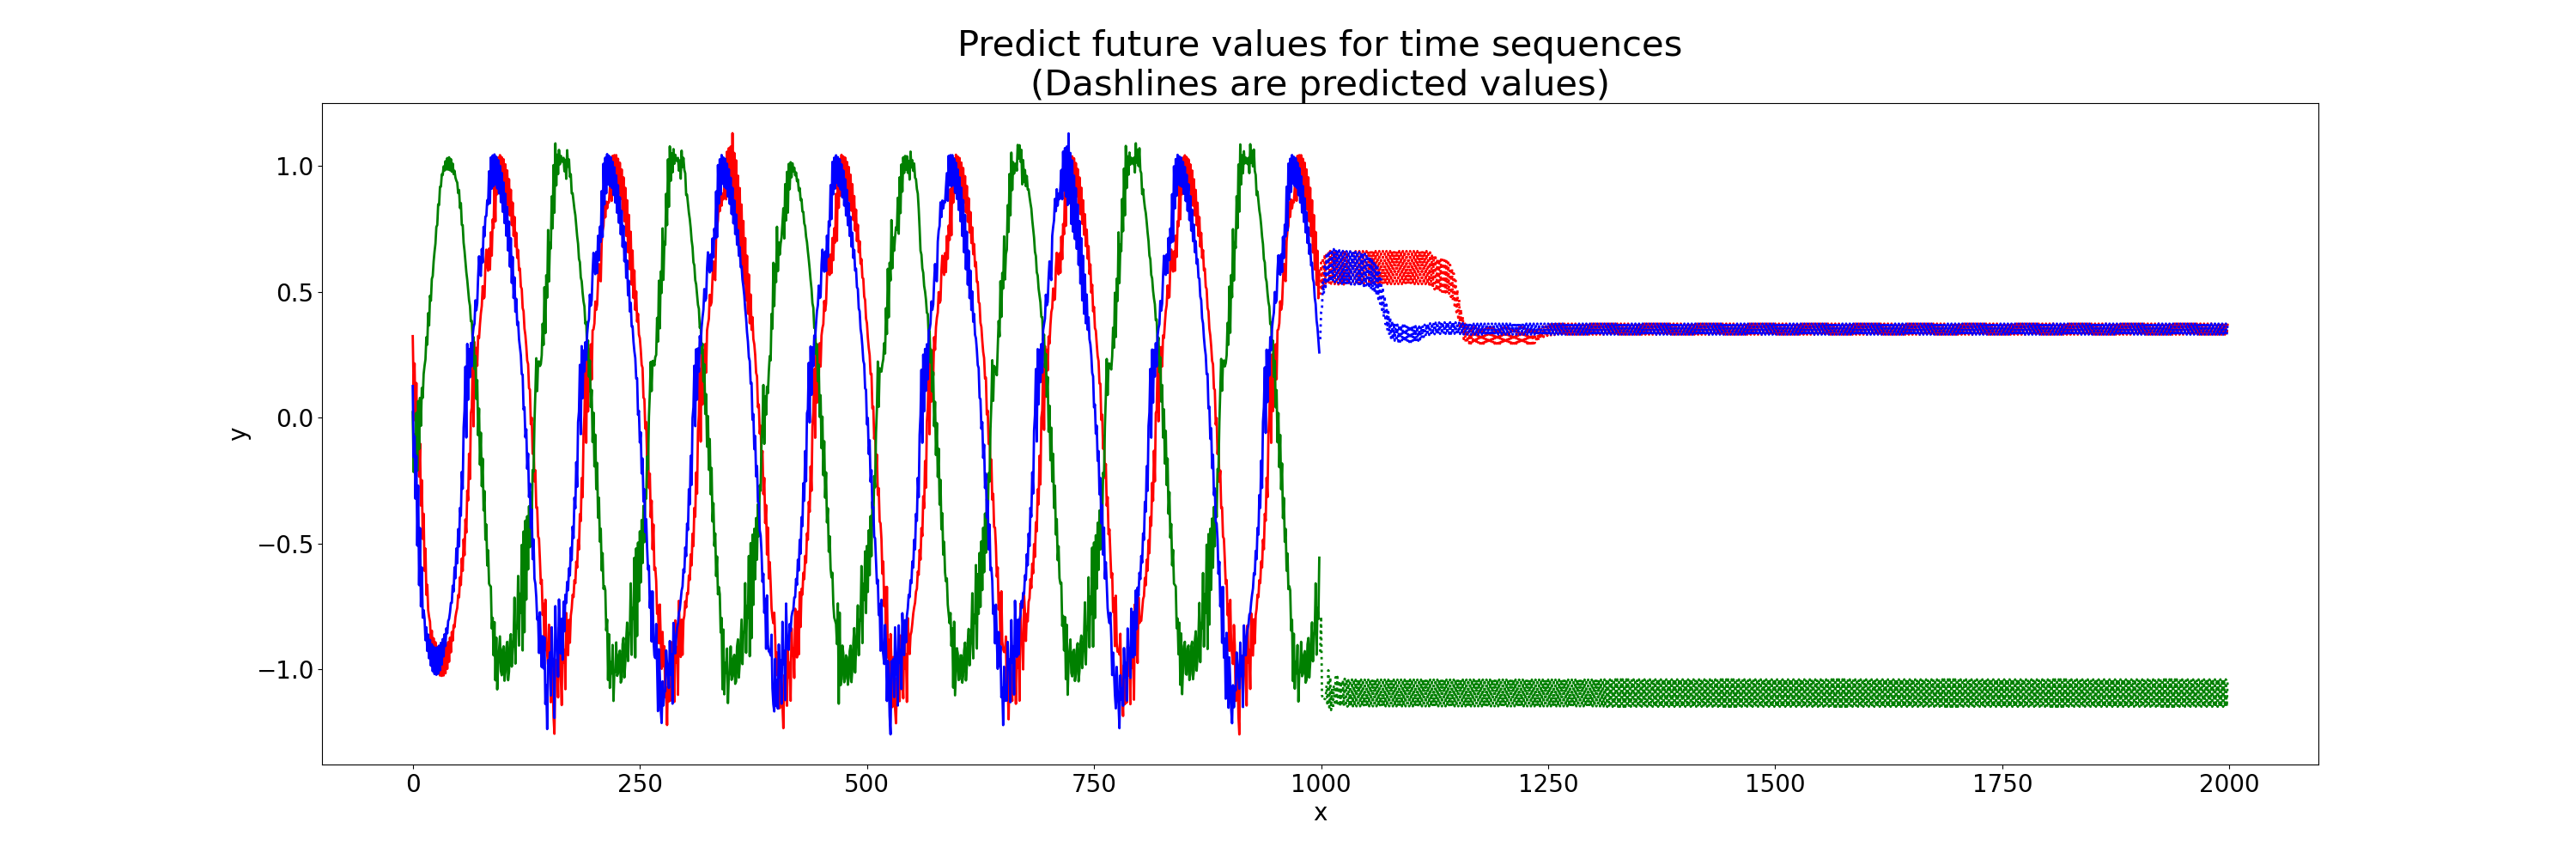 Predict future values for time sequences
(Dashlines are predicted values)
1.0
0.5
0.0
−0.5
−1.0
y
0 250 500 750 1000 1250 1500 1750 2000
x